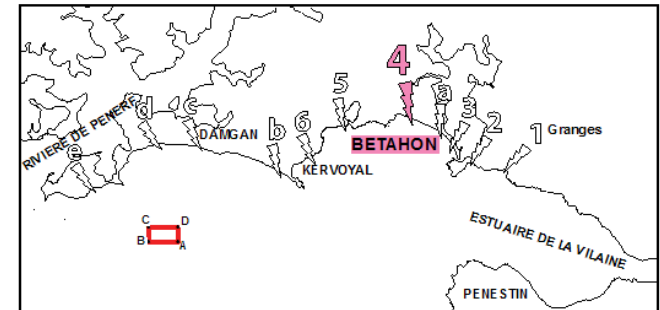 4
5
a
d
c
6
3
b
2
1 Granges
RIVIERE DE PENERF
DAMGAN
BETAHON
e
KERVOYAL
C D
B A
ESTUAIRE DE LA VILAINE
PENESTIN